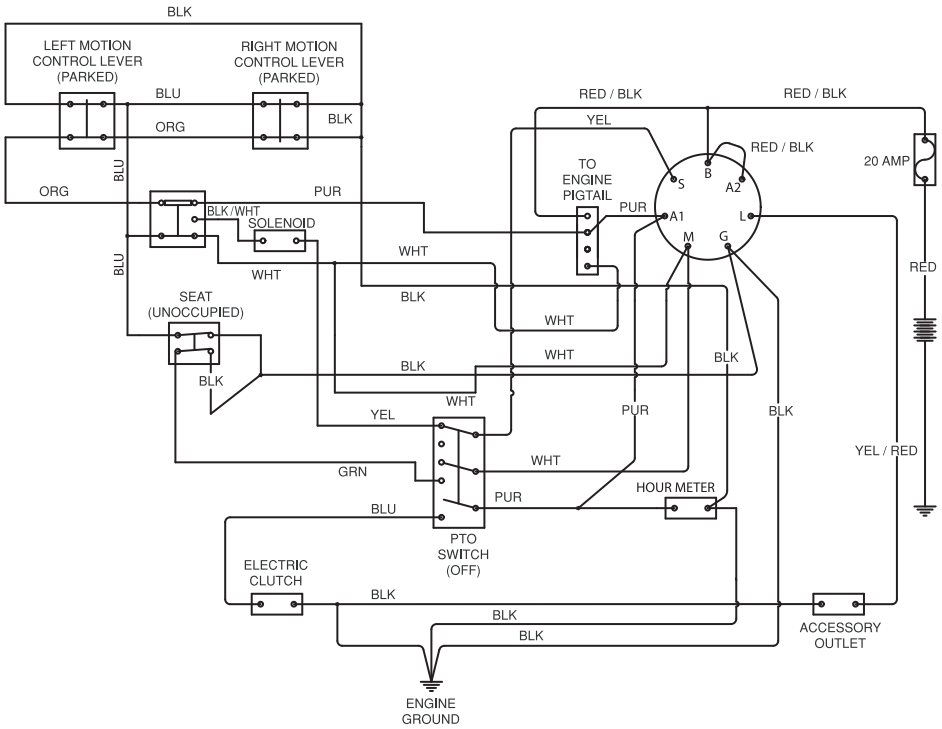 BLK
LEFT MOTION
CONTROL LEVER
(PARKED)
RIGHT MOTION
CONTROL LEVER
(PARKED)
BLU
BLK
ORG
RED / BLK
RED / BLK
YEL
RED / BLK
20 AMP
BLU
TO
ENGINE
PIGTAIL
B
S
A2
ORG
PUR
PUR
A1
L
BLK/WHT
SOLENOID
M
G
BLU
WHT
WHT
RED
SEAT
(UNOCCUPIED)
BLK
WHT
WHT
BLK
BLK
BLK
WHT
YEL
PUR
BLK
GRN
WHT
YEL / RED
HOUR METER
PUR
BLU
PTO
SWITCH
(OFF)
ELECTRIC
CLUTCH
BLK
BLK
BLK
ACCESSORY
OUTLET
ENGINE
GROUND